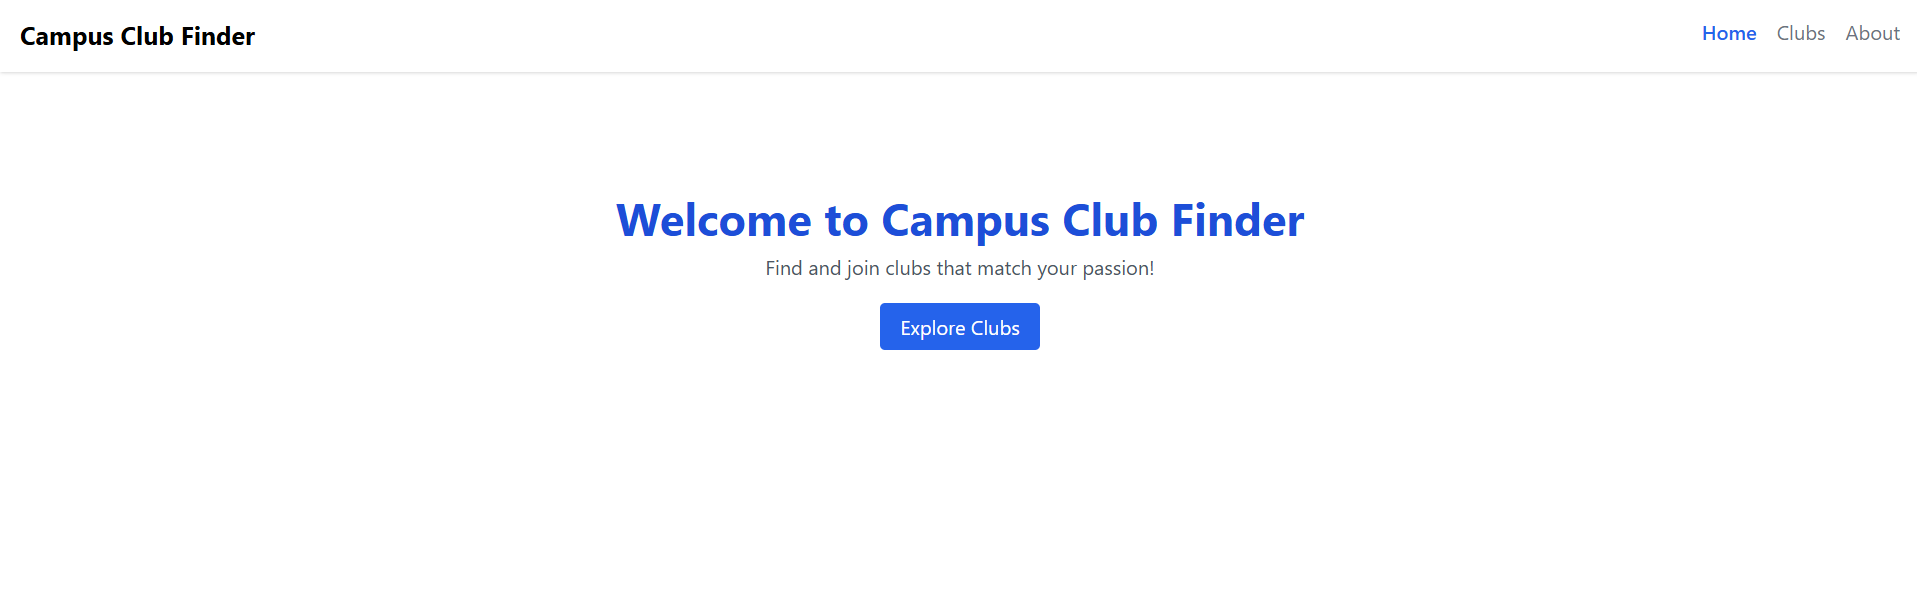 Campus Club Finder
Home Clubs About
Welcome to Campus Club Finder
Find and join clubs that match your passion!
Explore Clubs